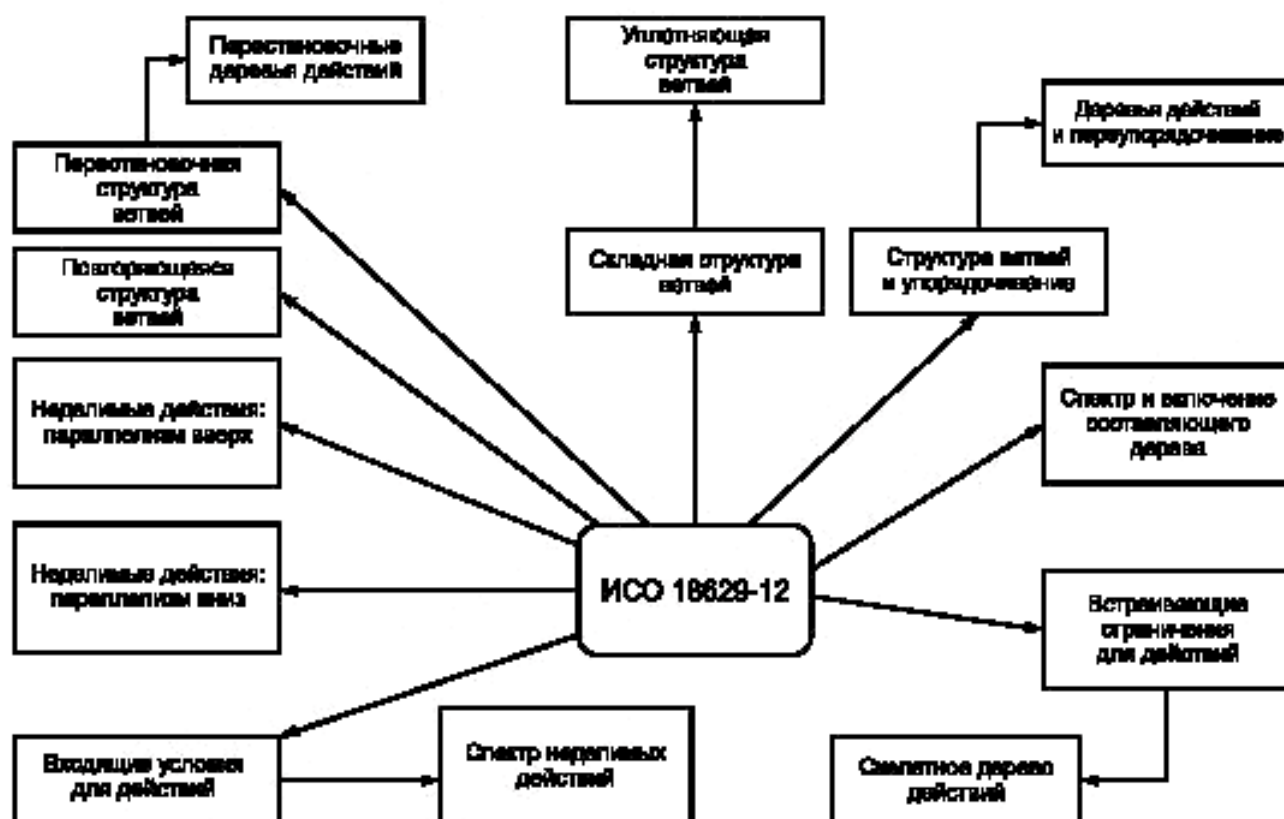 Перестановочные
деревья действий
Уплотняющая
структура
ветвей
Деревья действий
и переупорядочивание
Перестановочная
структура
ветвей
Складная структура
ветвей
Структура ветвей
и упорядочивание
Повторяющаяся
структура
ветвей
Неделимые действия:
параллелизм вверх
Спектр и включение
составляющего
дерева
Неделимые действия:
параллелизм вниз
ИСО 18629-12
Встраивающие
ограничения
для действий
Входящие условия
для действий
Спектр неделимых
действий
Скелетное дерево
действий